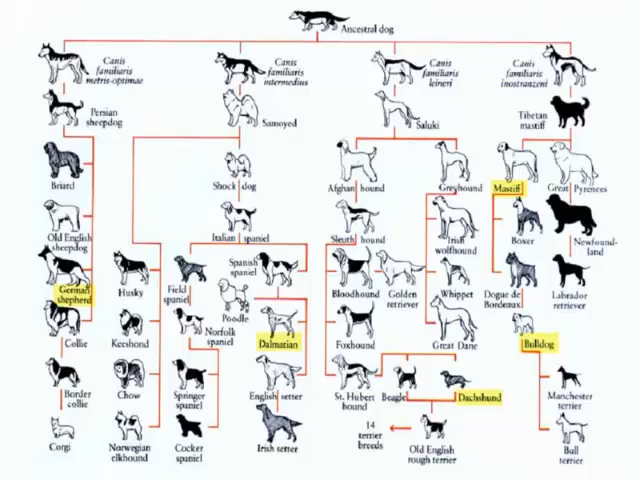 Ancestral dog
Canis
familiaris
metris-optimae
Canis
familiaris
intermedius
Canis
familiaris
leineri
Canis
familiaris
inostranzeni
Persian
sheepdog
Samoyed
Saluki
Tibetan
mastiff
Briard
Shock dog
Afghan hound
Greyhound
Mastiff
Great Pyrenees
Old English
sheepdog
Italian spaniel
Sleuth hound
Irish
wolfhound
Boxer
Newfound-
land
German
shepherd
Husky
Field
spaniel
Spanish
spaniel
Poodle
Bloodhound
Golden
retriever
Whippet
Dogue de
Bordeaux
Labrador
retriever
Collie
Keeshond
Norfolk
spaniel
Dalmatian
Foxhound
Great Dane
Bulldog
Border
collie
Chow
Springer
spaniel
English setter
St. Hubert
hound
Beagle
Dachshund
Manchester
terrier
Corgi
Norwegian
elkhound
Cocker
spaniel
Irish setter
14
terrier
breeds
Old English
rough terrier
Bull
terrier